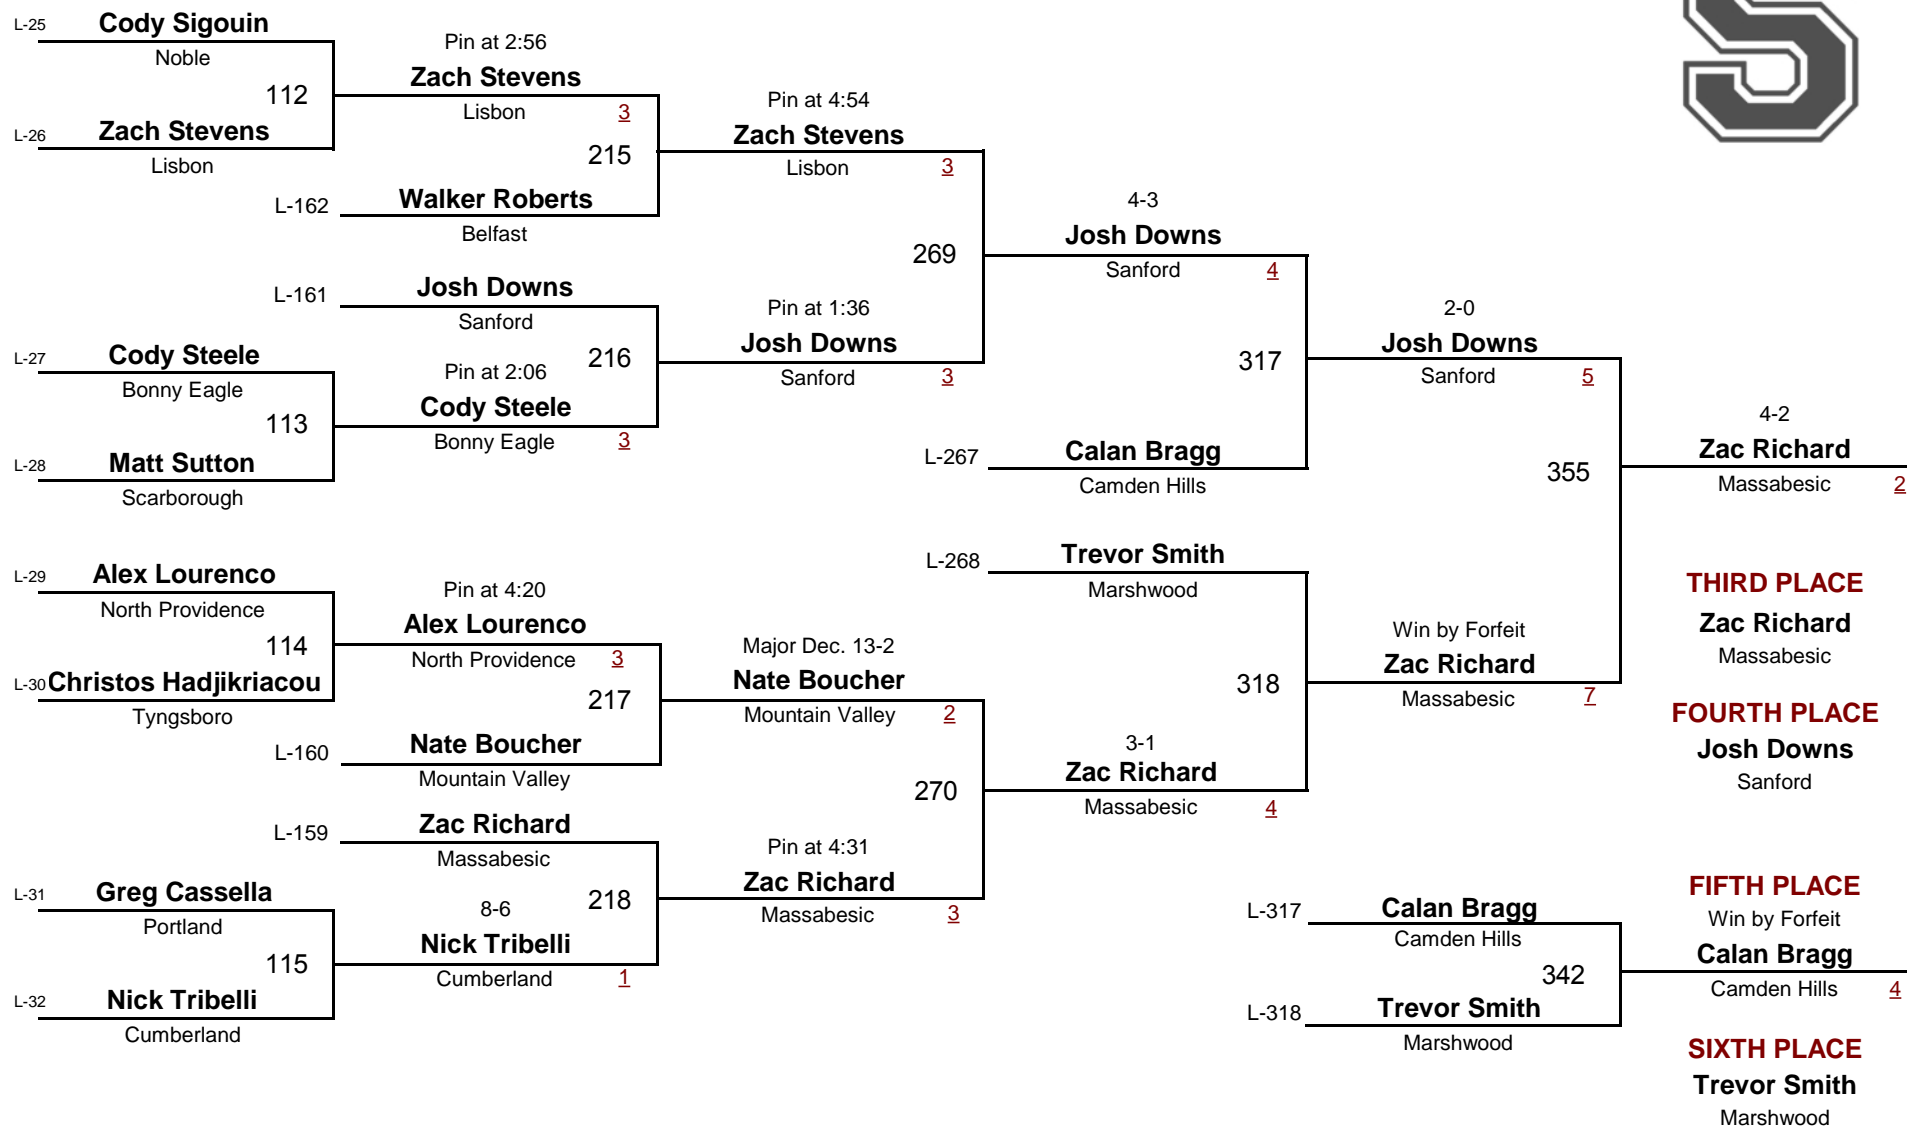 L-25 Cody Sigouin
Noble
112
L-26 Zach Stevens
Lisbon
Pin at 2:56
Zach Stevens
Lisbon 3
215
L-162 Walker Roberts
Belfast
Pin at 4:54
Zach Stevens
Lisbon 3
L-161 Josh Downs
Sanford
216
L-27 Cody Steele
Bonny Eagle
113
L-28 Matt Sutton
Scarborough
Pin at 2:06
Cody Steele
Bonny Eagle 3
Pin at 1:36
Josh Downs
Sanford 3
269
4-3
Josh Downs
Sanford 4
317
L-267 Calan Bragg
Camden Hills
2-0
Josh Downs
Sanford 5
355
4-2
Zac Richard
Massabesic 2
L-29 Alex Lourenco
North Providence
114
L-30 Christos Hadjikriacou
Tyngsboro
Pin at 4:20
Alex Lourenco
North Providence 3
217
L-160 Nate Boucher
Mountain Valley
Major Dec. 13-2
Nate Boucher
Mountain Valley 2
270
L-159 Zac Richard
Massabesic
218
L-31 Greg Cassella
Portland
115
L-32 Nick Tribelli
Cumberland
8-6
Nick Tribelli
Cumberland 1
Pin at 4:31
Zac Richard
Massabesic 3
L-268 Trevor Smith
Marshwood
318
3-1
Zac Richard
Massabesic 4
Win by Forfeit
Zac Richard
Massabesic 7
THIRD PLACE
Zac Richard
Massabesic
FOURTH PLACE
Josh Downs
Sanford
L-317 Calan Bragg
Camden Hills
342
L-318 Trevor Smith
Marshwood
FIFTH PLACE
Win by Forfeit
Calan Bragg
Camden Hills 4
SIXTH PLACE
Trevor Smith
Marshwood
S